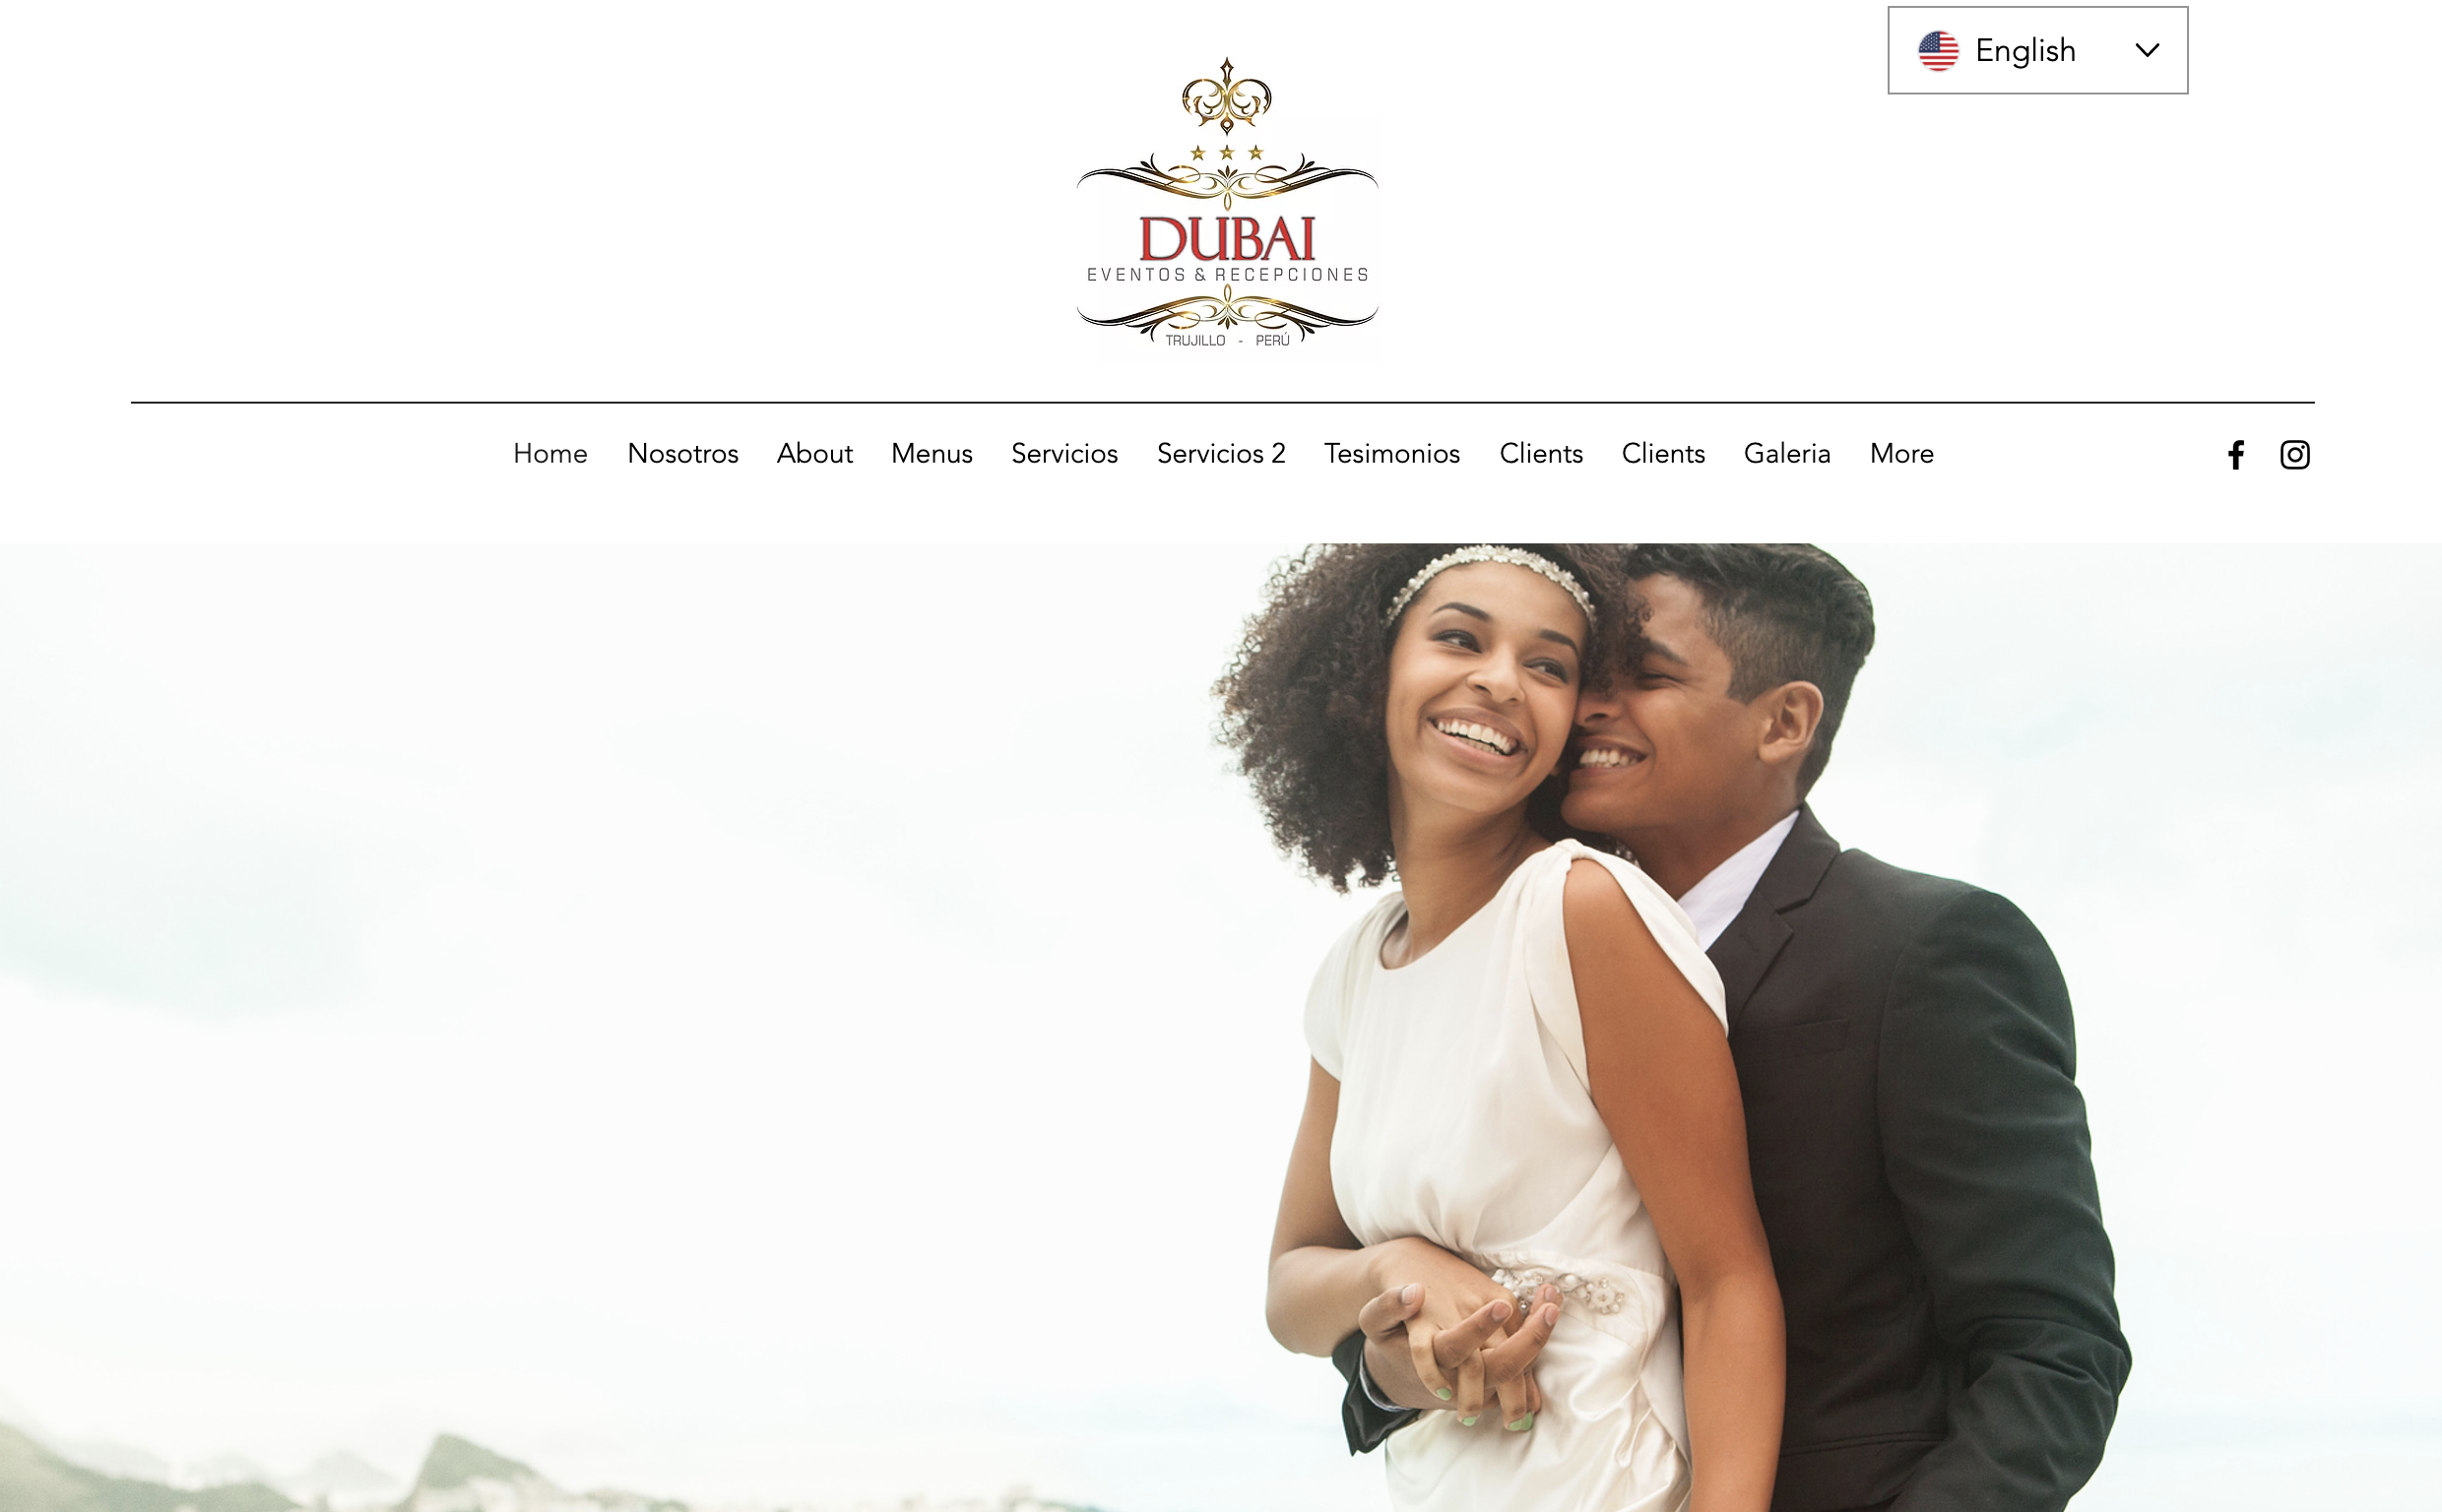 English
DUBAI
EVENTOS & RECEPCIONES
TRUJILLO - PERÚ
Home Nosotros About Menus Servicios Servicios 2 Tesimonios Clients Clients Galeria More